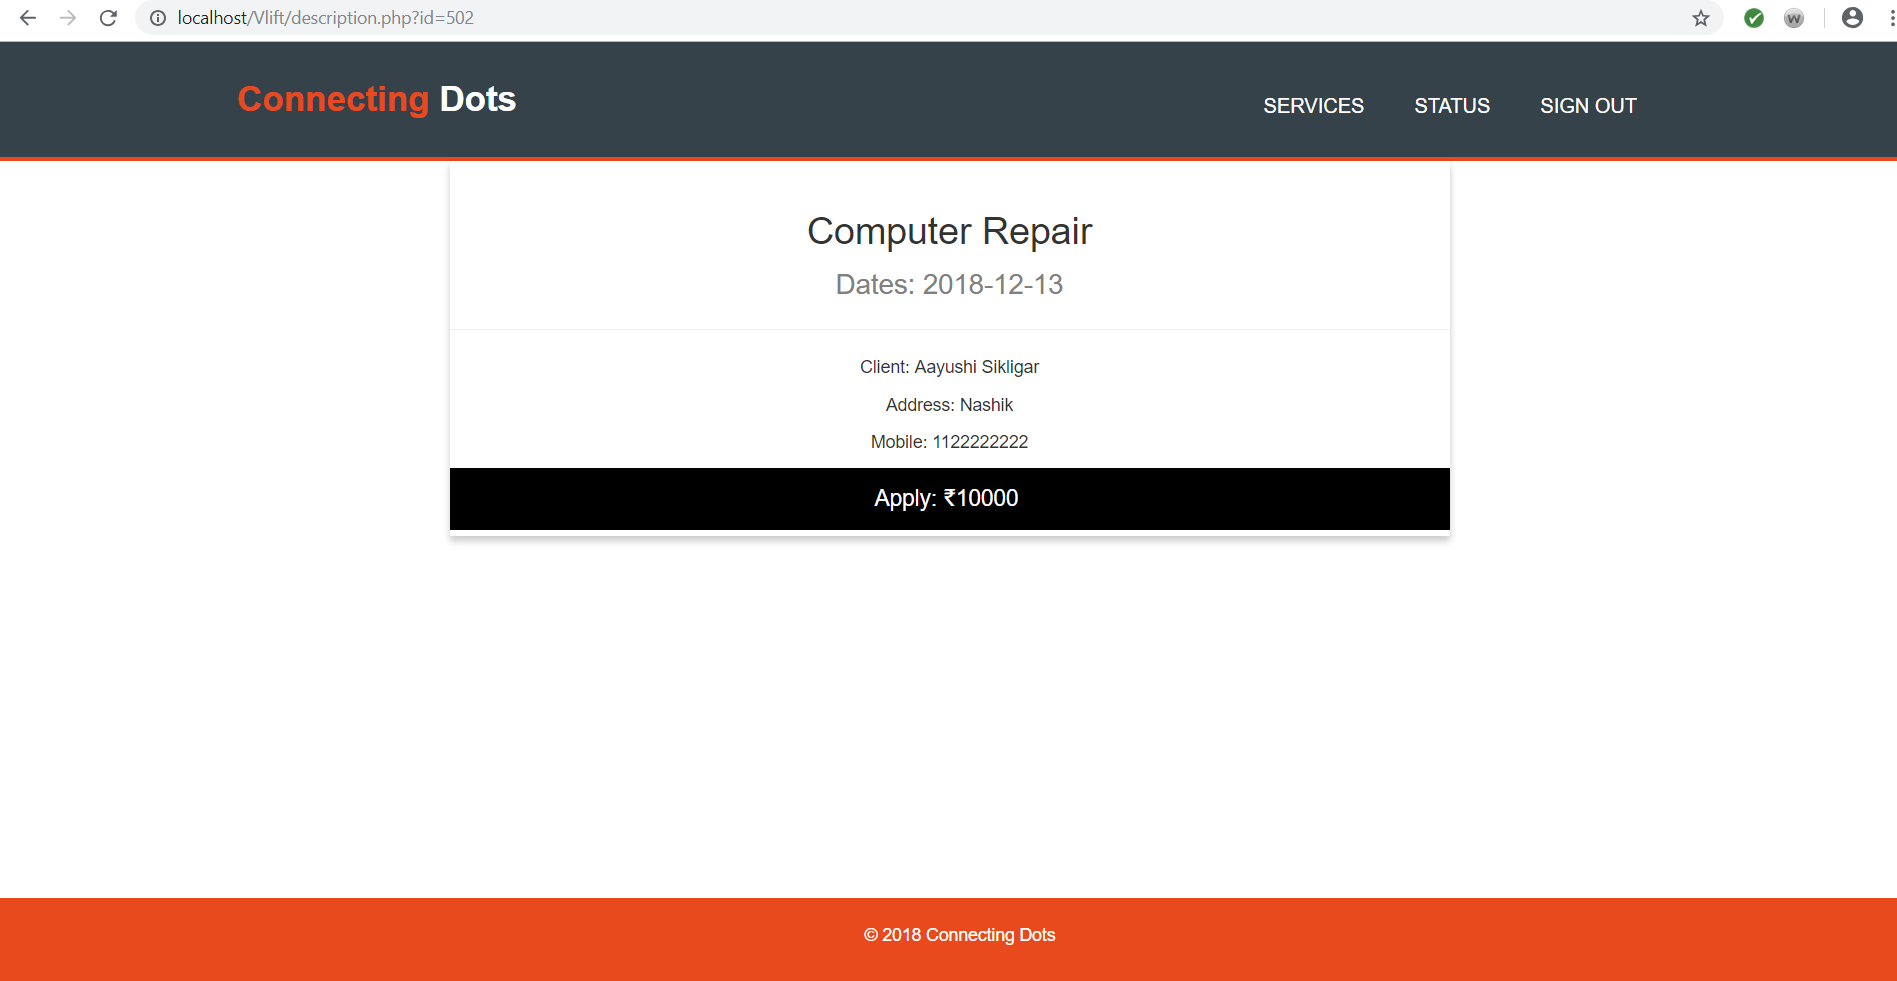 localhost/Vlift/description.php?id=502
W
Connecting Dots
SERVICES STATUS SIGN OUT
Computer Repair
Dates: 2018-12-13
Client: Aayushi Sikligar
Address: Nashik
Mobile: 1122222222
Apply: ₹10000
© 2018 Connecting Dots